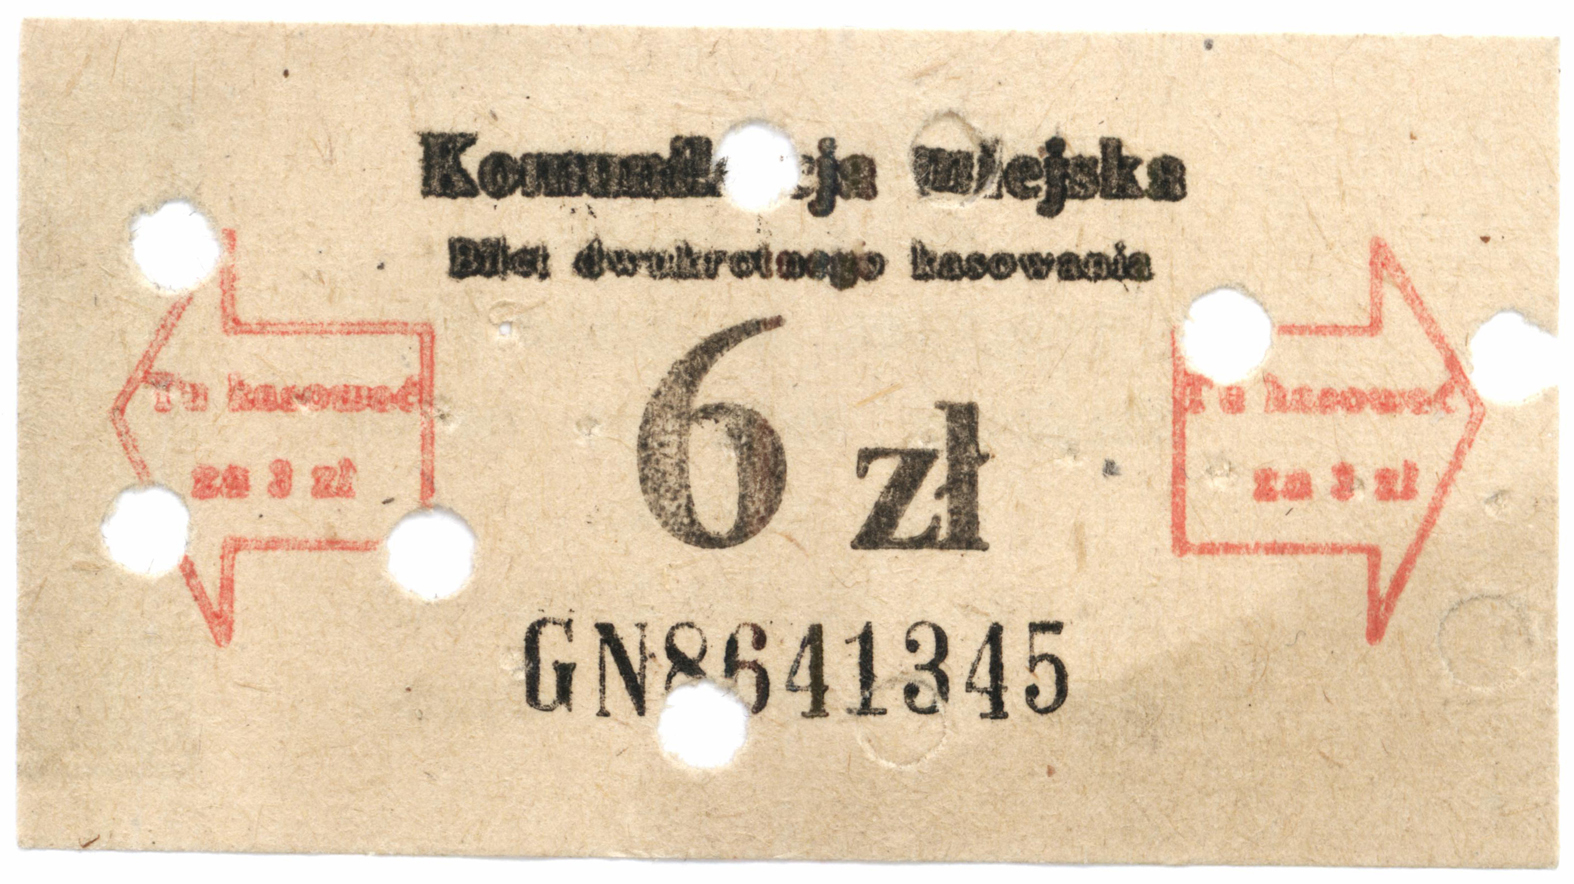 Komunikacja miejska
Bilet dwukrotnego kasowania
6 zł
Tu kasować
za 3 zł
Tu kasować
za 3 zł
GN8641345